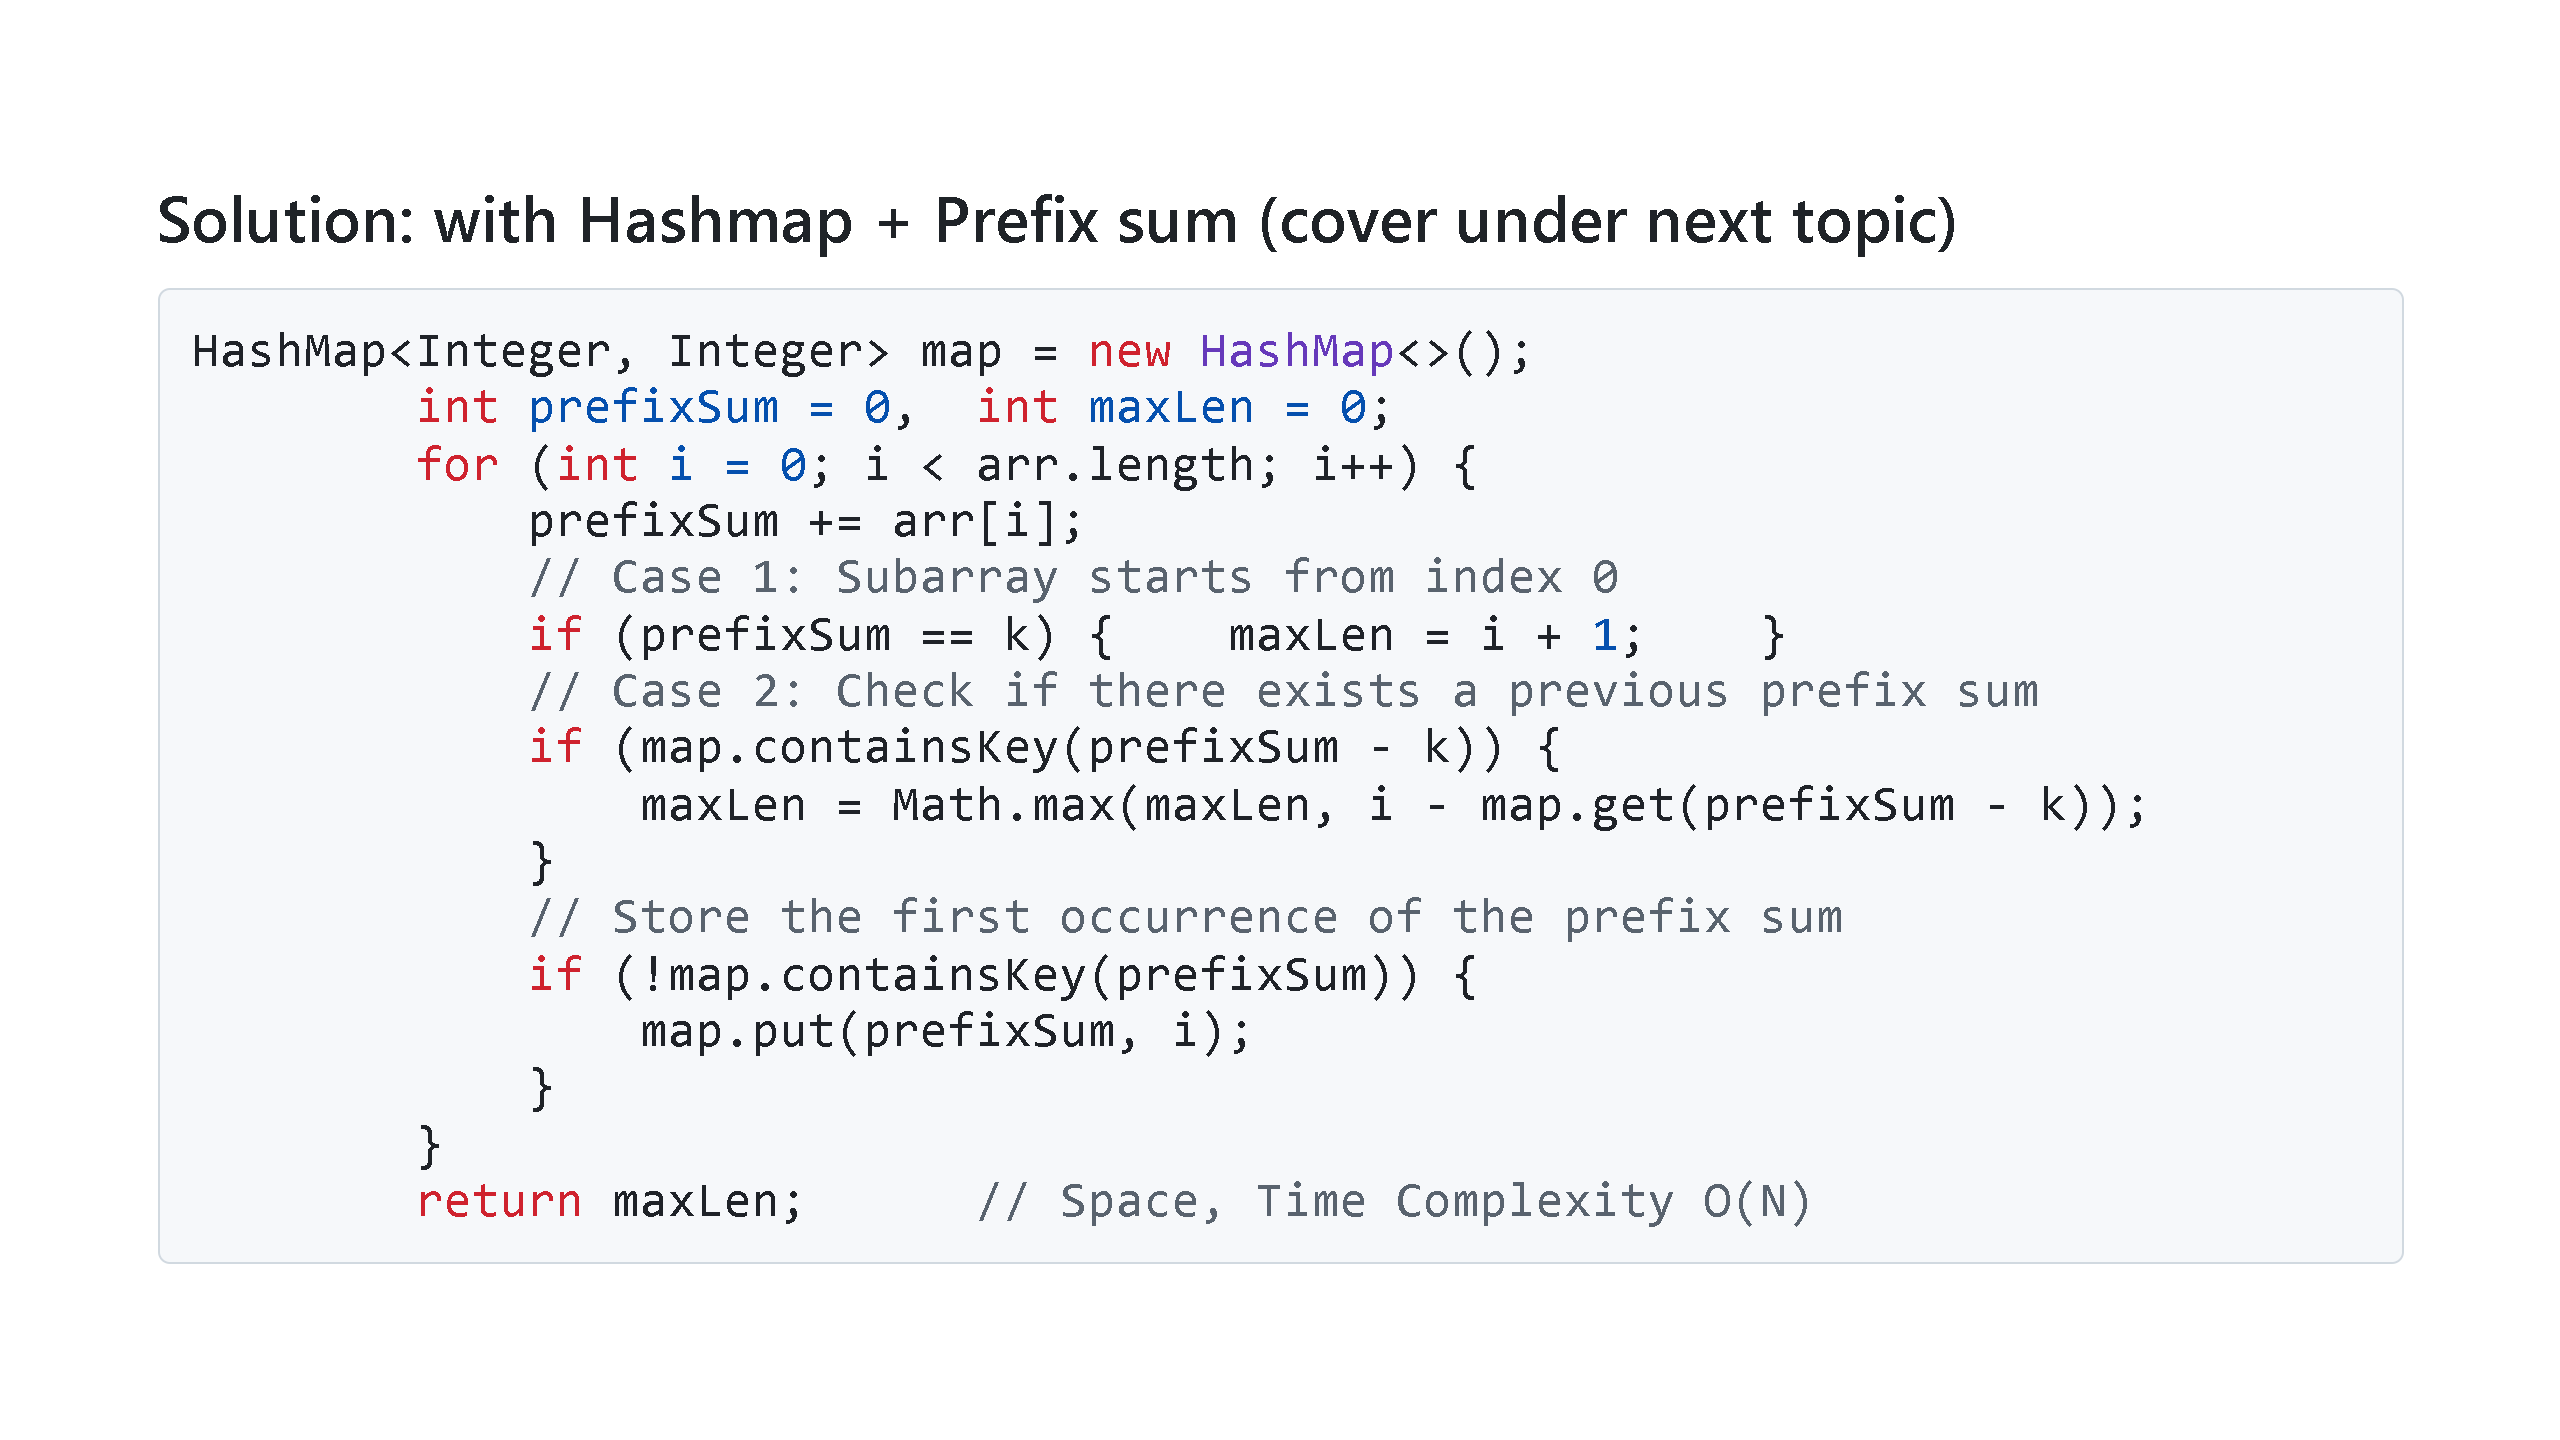 Solution: with Hashmap + Prefix sum (cover under next topic)
HashMap<Integer, Integer> map = new HashMap<>();
        int prefixSum = 0,  int maxLen = 0;
        for (int i = 0; i < arr.length; i++) {
            prefixSum += arr[i];
            // Case 1: Subarray starts from index 0
            if (prefixSum == k) {    maxLen = i + 1;    }
            // Case 2: Check if there exists a previous prefix sum
            if (map.containsKey(prefixSum - k)) {
                maxLen = Math.max(maxLen, i - map.get(prefixSum - k));
            }
            // Store the first occurrence of the prefix sum
            if (!map.containsKey(prefixSum)) {
                map.put(prefixSum, i);
            }
        }
        return maxLen;      // Space, Time Complexity O(N)